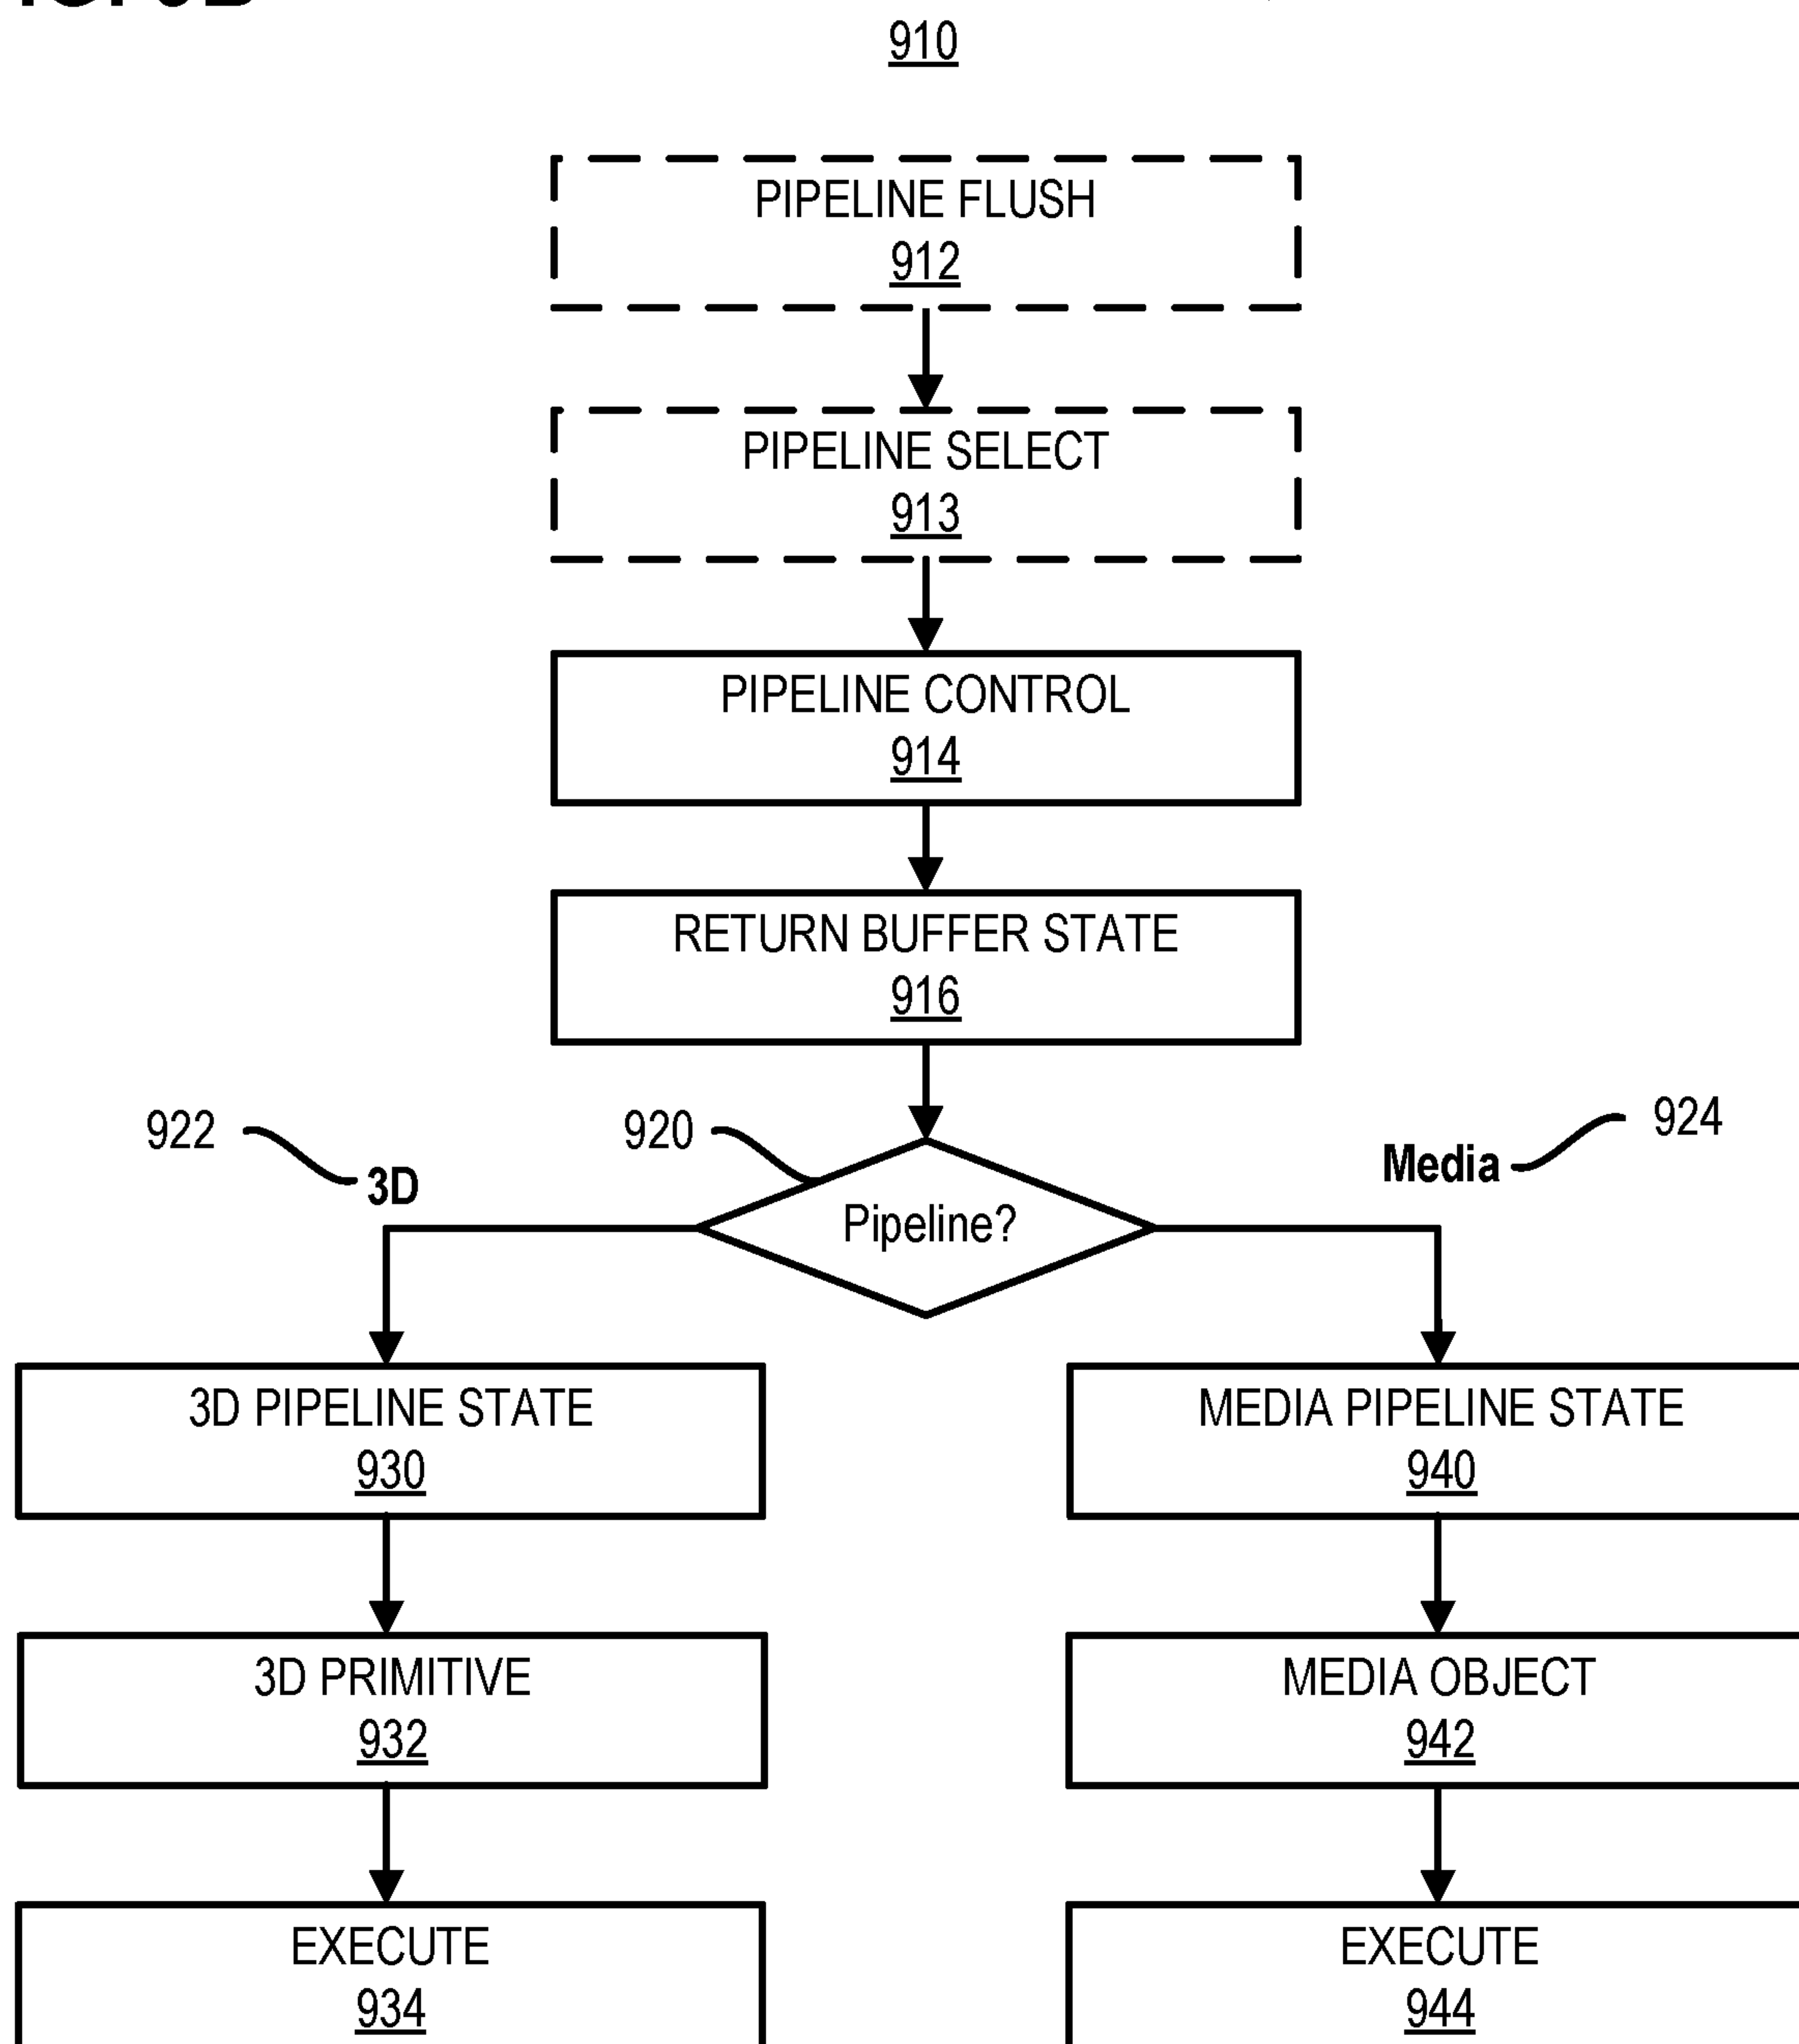 910
PIPELINE FLUSH
912
PIPELINE SELECT
913
PIPELINE CONTROL
914
RETURN BUFFER STATE
916
922
920
924
3D
Media
Pipeline?
3D PIPELINE STATE
930
MEDIA PIPELINE STATE
940
3D PRIMITIVE
932
MEDIA OBJECT
942
EXECUTE
934
EXECUTE
944